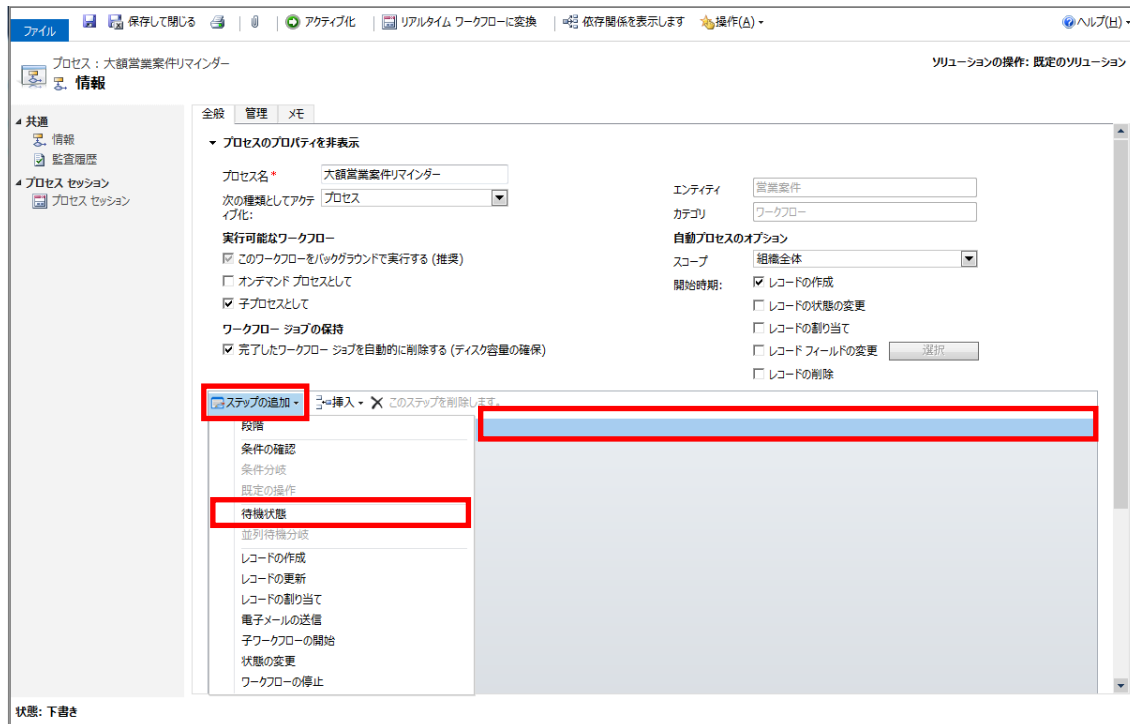 ファイル
保存して閉じる
アクティブ化
リアルタイム ワークフローに変換
依存関係を表示します
操作(A)
ヘルプ(H)
プロセス : 大額営業案件リマインダー
情報
ソリューションの操作: 既定のソリューション
共通
情報
監査履歴
プロセス セッション
プロセス セッション
全般
管理
メモ
プロセスのプロパティを非表示
プロセス名 *
大額営業案件リマインダー
次の種類としてアクテ
ィブ化:
プロセス
エンティティ
営業案件
カテゴリ
ワークフロー
実行可能なワークフロー
このワークフローをバックグラウンドで実行する (推奨)
オンデマンド プロセスとして
子プロセスとして
ワークフロー ジョブの保持
完了したワークフロー ジョブを自動的に削除する (ディスク容量の確保)
自動プロセスのオプション
スコープ
組織全体
開始時期:
レコードの作成
レコードの状態の変更
レコードの割り当て
レコード フィールドの変更
選択
レコードの削除
ステップの追加
挿入
このステップを削除します。
段階
条件の確認
条件分岐
既定の操作
待機状態
並列待機分岐
レコードの作成
レコードの更新
レコードの割り当て
電子メールの送信
子ワークフローの開始
状態の変更
ワークフローの停止
状態: 下書き